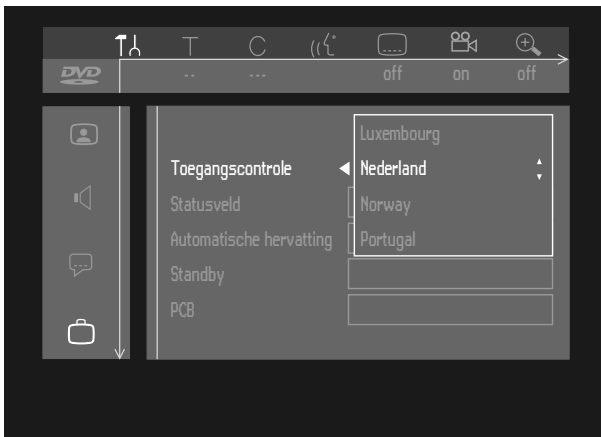 T C
DVD -- --- off on off
Luxembourg
Toegangscontrole Nederland
Statusveld Norway
Automatische hervatting Portugal
Standby
PCB